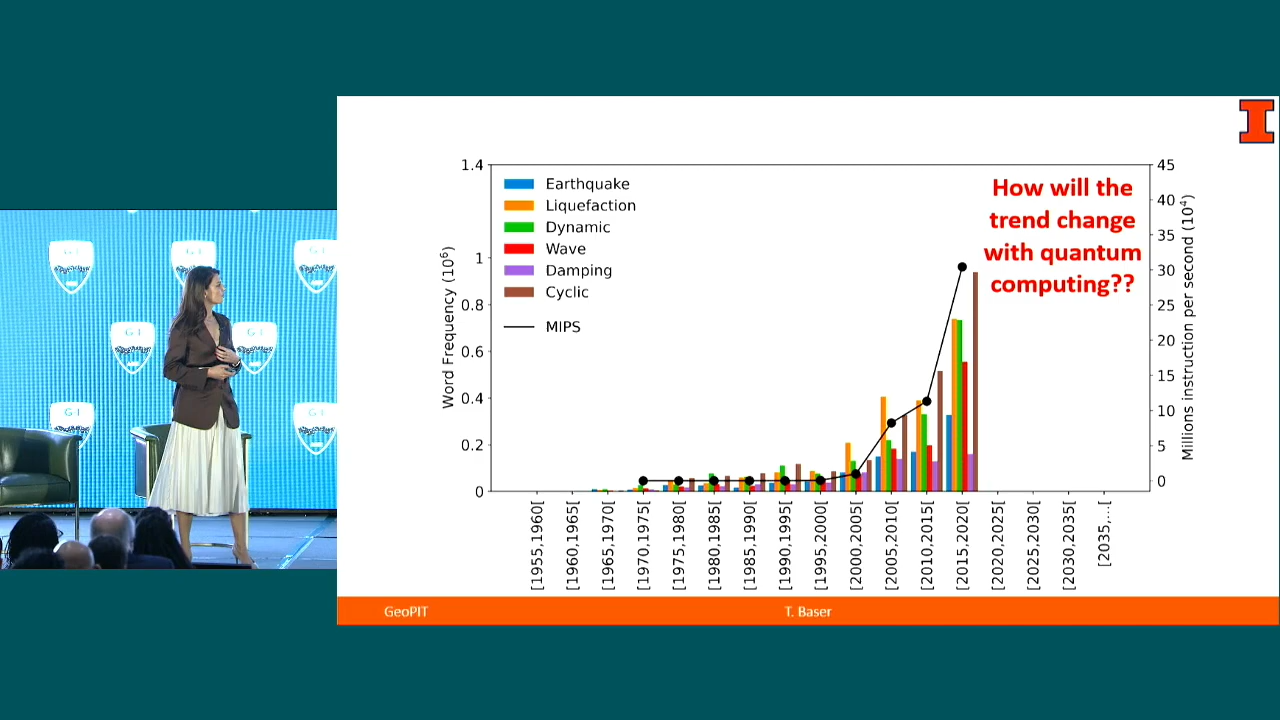 G-I
G-I
G-I
G-I
G-I
G-I
G-I
1.4
1
0.8
0.6
0.4
0.2
0
Word Frequency (10⁶)
Earthquake
Liquefaction
Dynamic
Wave
Damping
Cyclic
MIPS
How will the
trend change
with quantum
computing??
45
40
35
30
25
20
15
10
5
0
Millions instruction per second (10⁴)
[1955,1960[
[1960,1965[
[1965,1970[
[1970,1975[
[1975,1980[
[1980,1985[
[1985,1990[
[1990,1995[
[1995,2000[
[2000,2005[
[2005,2010[
[2010,2015[
[2015,2020[
[2020,2025[
[2025,2030[
[2030,2035[
[2035,...[
GeoPIT
T. Baser